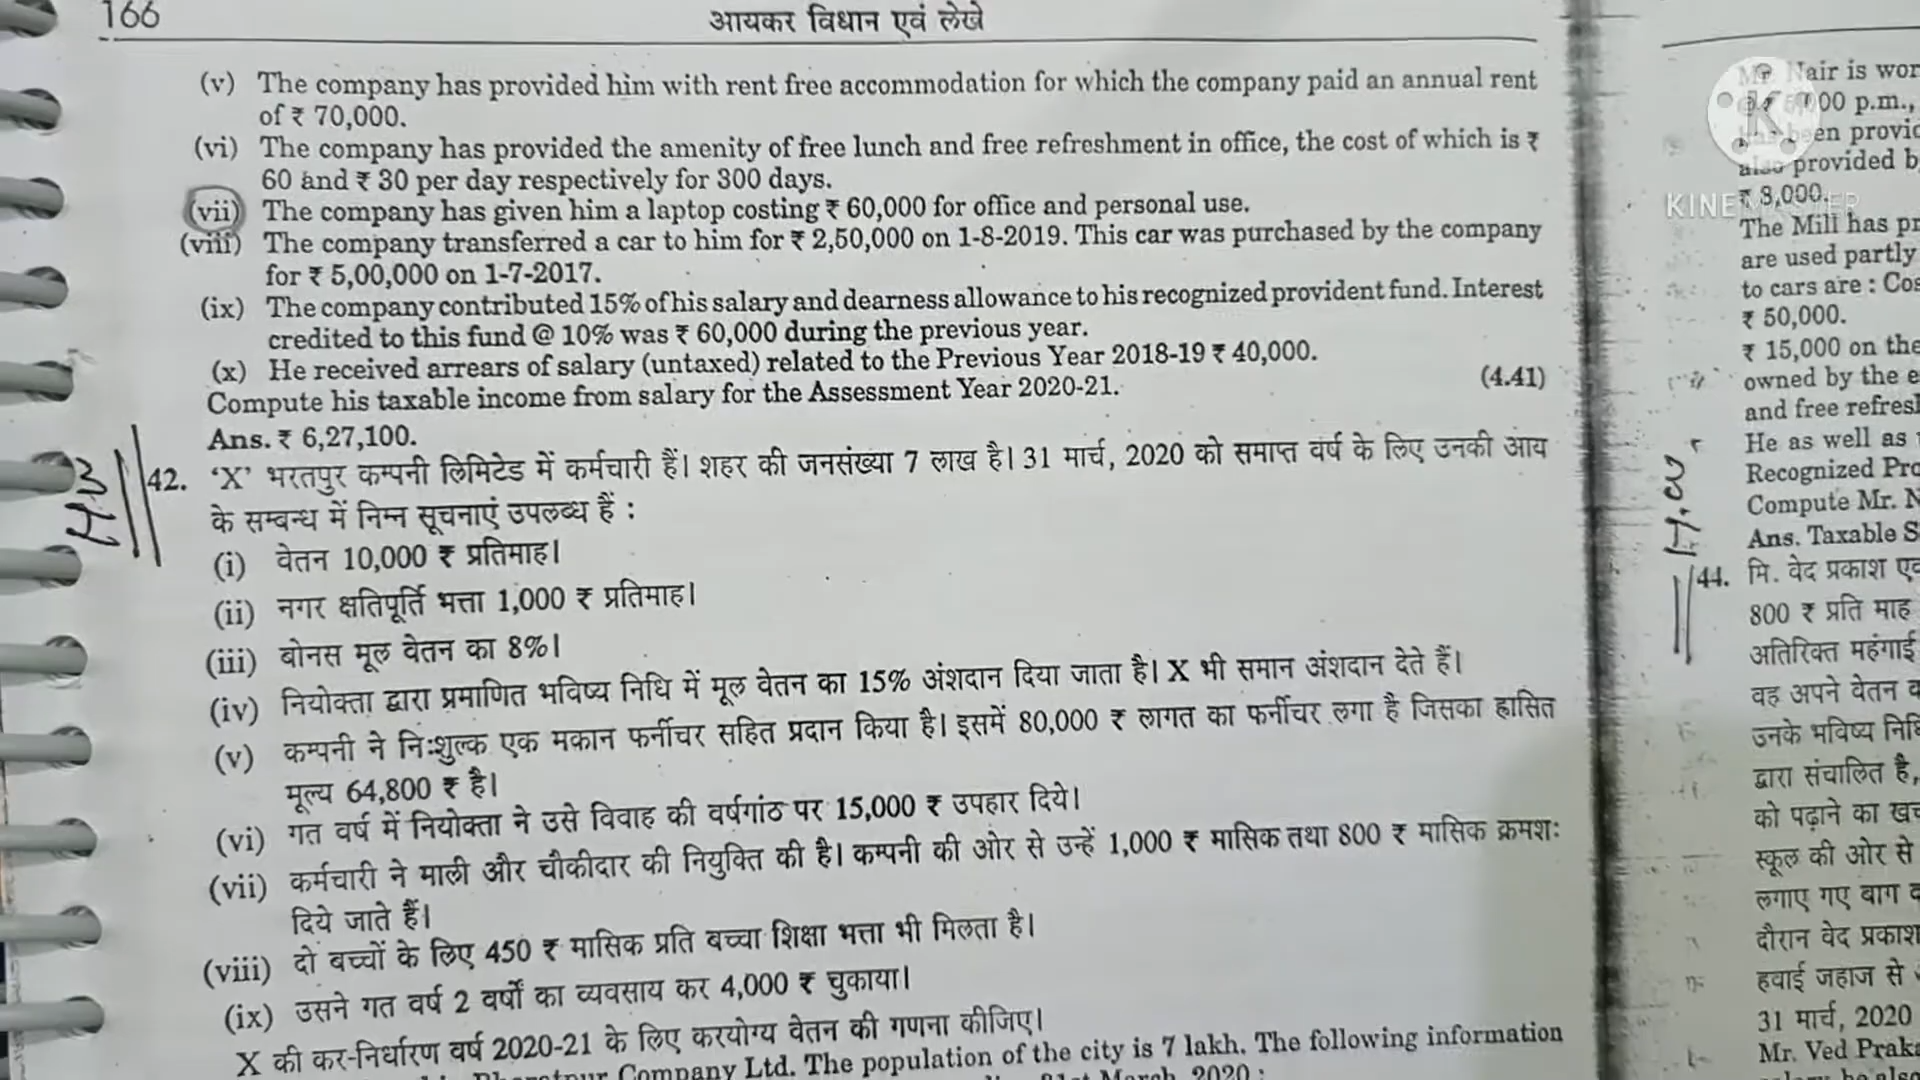 166
आयकर विधान एवं लेखे
(v) The company has provided him with rent free accommodation for which the company paid an annual rent
of ₹ 70,000.
(vi) The company has provided the amenity of free lunch and free refreshment in office, the cost of which is ₹
60 and ₹ 30 per day respectively for 300 days.
(vii) The company has given him a laptop costing ₹ 60,000 for office and personal use.
(viii) The company transferred a car to him for ₹ 2,50,000 on 1-8-2019. This car was purchased by the company
for ₹ 5,00,000 on 1-7-2017.
(ix) The company contributed 15% of his salary and dearness allowance to his recognized provident fund. Interest
credited to this fund @ 10% was ₹ 60,000 during the previous year.
(x) He received arrears of salary (untaxed) related to the Previous Year 2018-19 ₹ 40,000.
Compute his taxable income from salary for the Assessment Year 2020-21. (4.41)
Ans. ₹ 6,27,100.
42. ‘X’ भरतपुर कम्पनी लिमिटेड में कर्मचारी हैं। शहर की जनसंख्या 7 लाख है। 31 मार्च, 2020 को समाप्त वर्ष के लिए उनकी आय
के सम्बन्ध में निम्न सूचनाएं उपलब्ध हैं :
(i) वेतन 10,000 ₹ प्रतिमाह।
(ii) नगर क्षतिपूर्ति भत्ता 1,000 ₹ प्रतिमाह।
(iii) बोनस मूल वेतन का 8%।
(iv) नियोक्ता द्वारा प्रमाणित भविष्य निधि में मूल वेतन का 15% अंशदान दिया जाता है। X भी समान अंशदान देते हैं।
(v) कम्पनी ने निःशुल्क एक मकान फर्नीचर सहित प्रदान किया है। इसमें 80,000 ₹ लागत का फर्नीचर लगा है जिसका ह्रासित
मूल्य 64,800 ₹ है।
(vi) गत वर्ष में नियोक्ता ने उसे विवाह की वर्षगांठ पर 15,000 ₹ उपहार दिये।
(vii) कर्मचारी ने माली और चौकीदार की नियुक्ति की है। कम्पनी की ओर से उन्हें 1,000 ₹ मासिक तथा 800 ₹ मासिक क्रमशः
दिये जाते हैं।
(viii) दो बच्चों के लिए 450 ₹ मासिक प्रति बच्चा शिक्षा भत्ता भी मिलता है।
(ix) उसने गत वर्ष 2 वर्षों का व्यवसाय कर 4,000 ₹ चुकाया।
X की कर-निर्धारण वर्ष 2020-21 के लिए करयोग्य वेतन की गणना कीजिए।
Company Ltd. The population of the city is 7 lakh. The following information
2020 :
Nair is wor
00 p.m.,
been provid
also provided b
₹ 8,000.
The Mill has pr
are used partly
to cars are : Cos
₹ 50,000.
₹ 15,000 on the
owned by the e
and free refresh
He as well as
Recognized Pro
Compute Mr. N
Ans. Taxable S
H.w.
44. मि. वेद प्रकाश एक
800 ₹ प्रति माह
अतिरिक्त महंगाई
वह अपने वेतन क
उनके भविष्य निधि
द्वारा संचालित है,
को पढ़ाने का खर्च
स्कूल की ओर से
लगाए गए बाग क
दौरान वेद प्रकाश
हवाई जहाज से
31 मार्च, 2020
Mr. Ved Praka
K
KINEMASTER